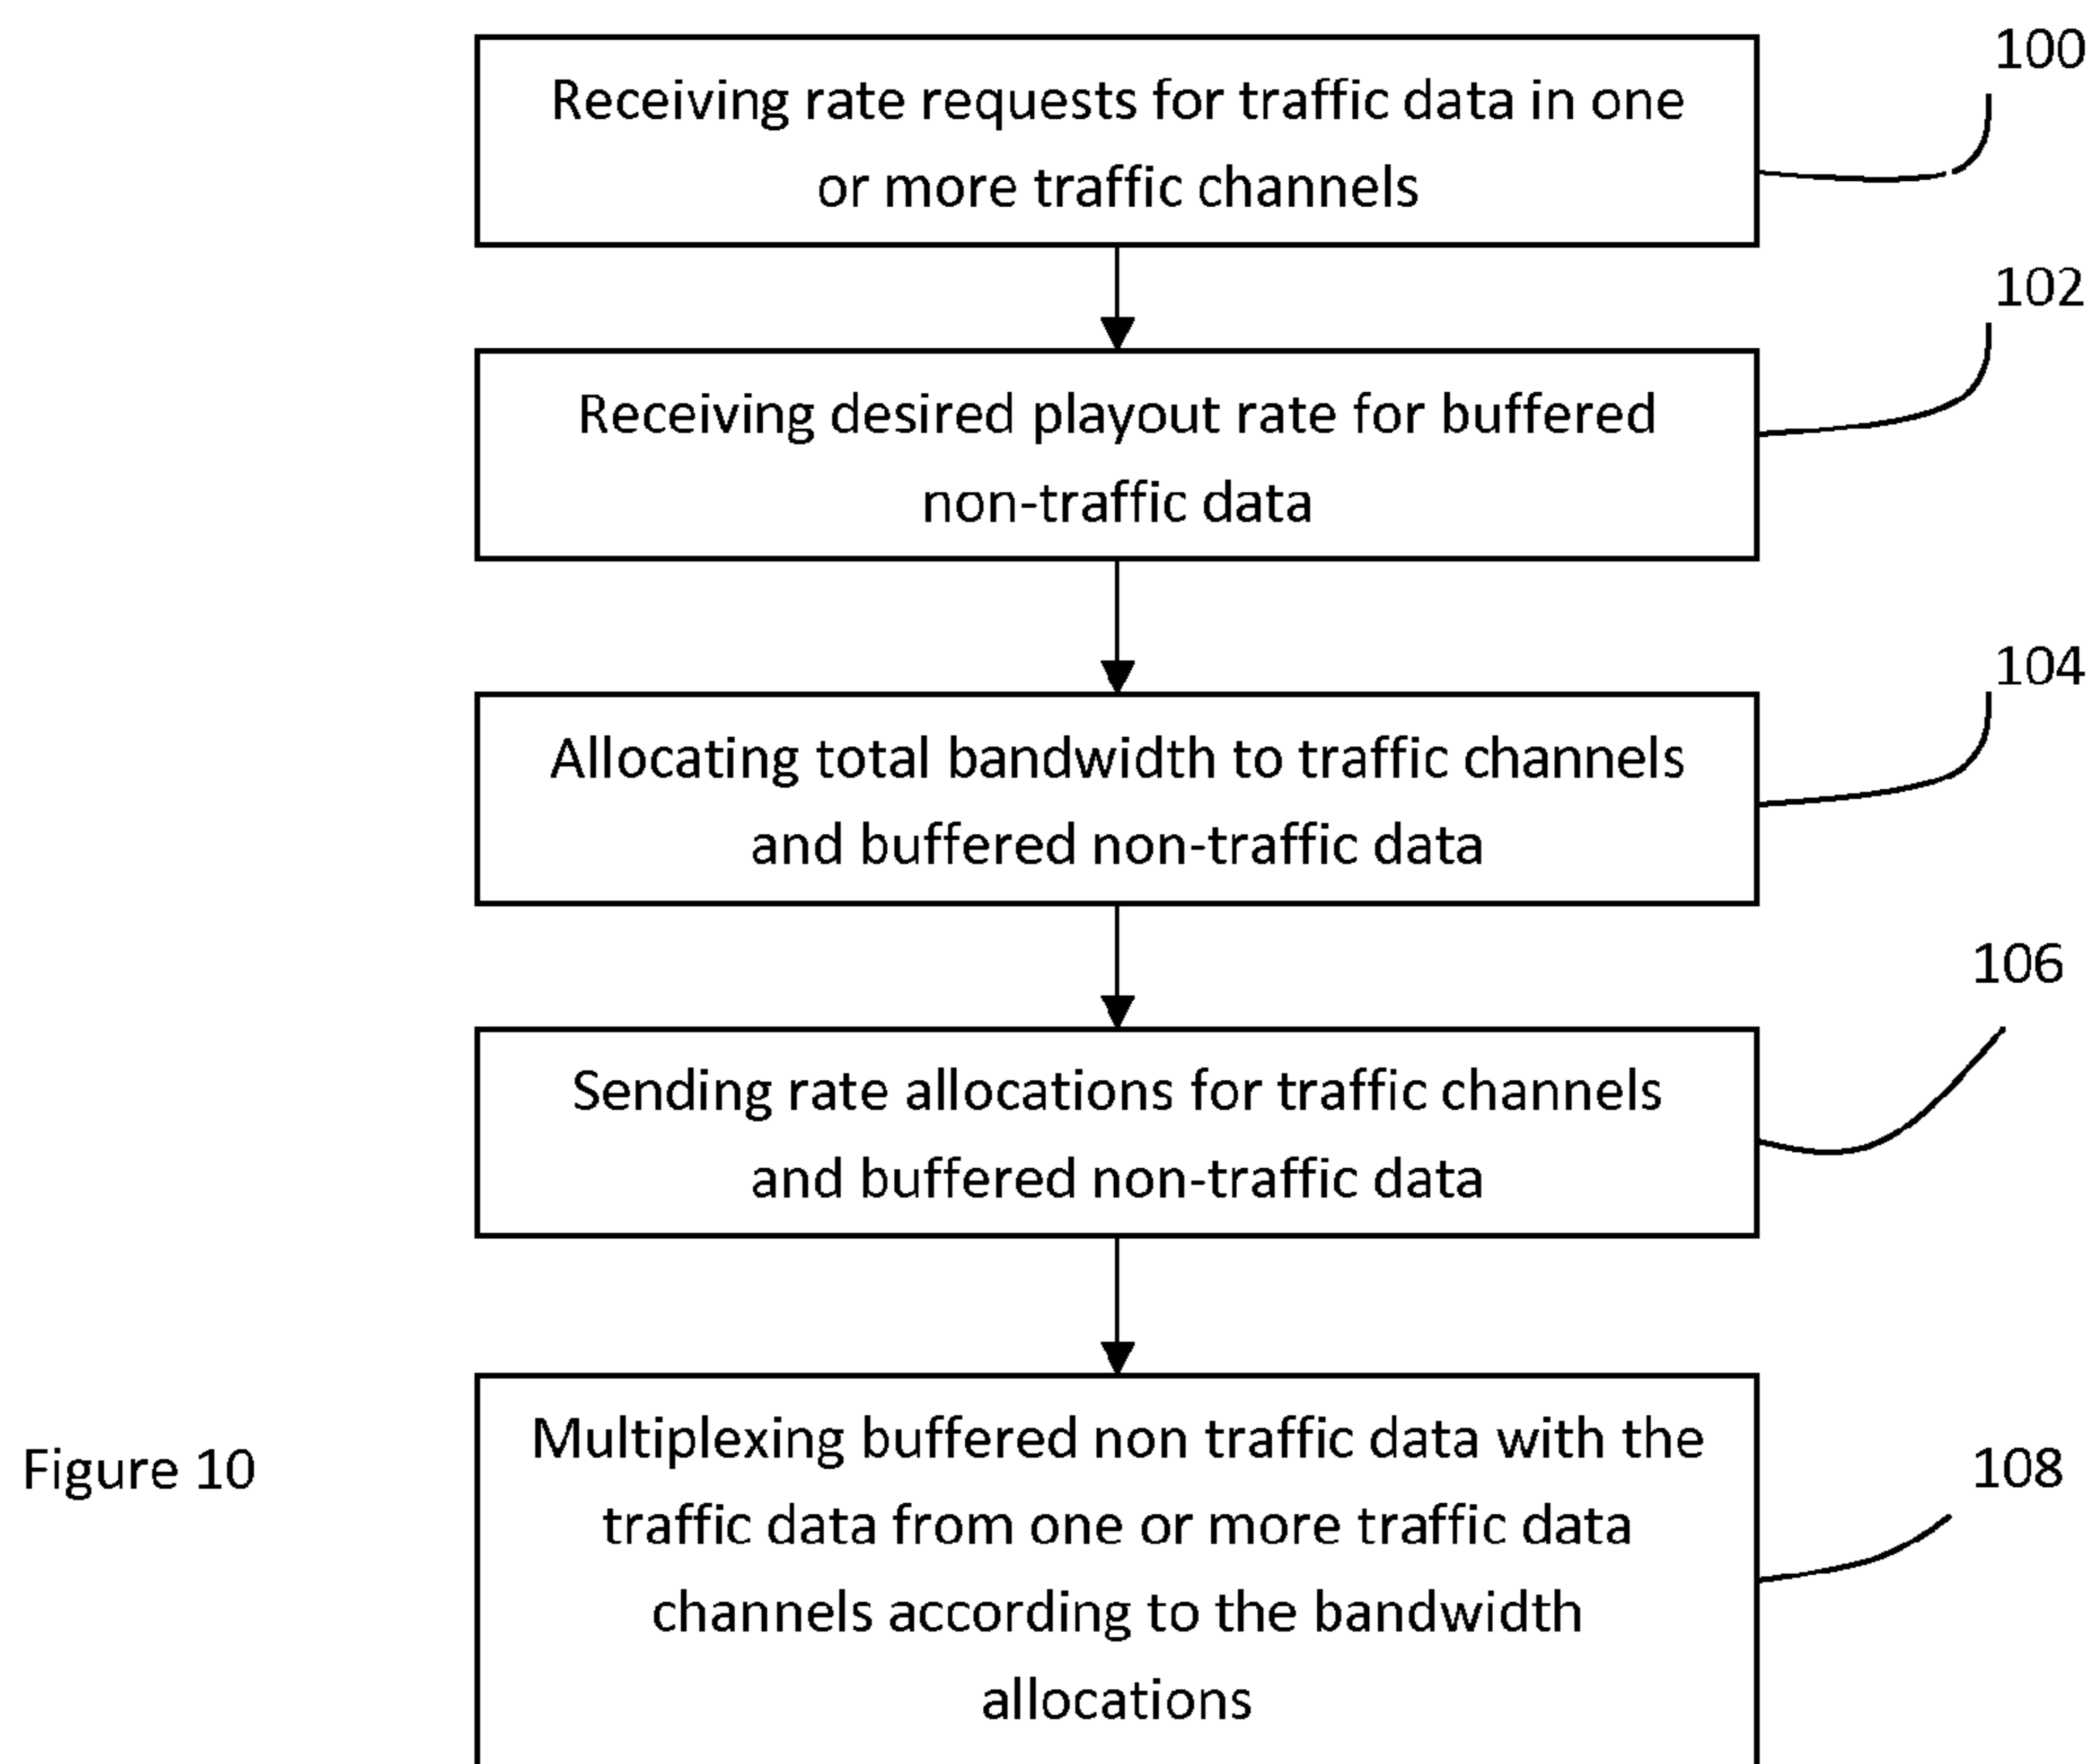 100
Receiving rate requests for traffic data in one
or more traffic channels
102
Receiving desired playout rate for buffered
non-traffic data
104
Allocating total bandwidth to traffic channels
and buffered non-traffic data
106
Sending rate allocations for traffic channels
and buffered non-traffic data
Multiplexing buffered non traffic data with the
traffic data from one or more traffic data
channels according to the bandwidth
allocations
108
Figure 10